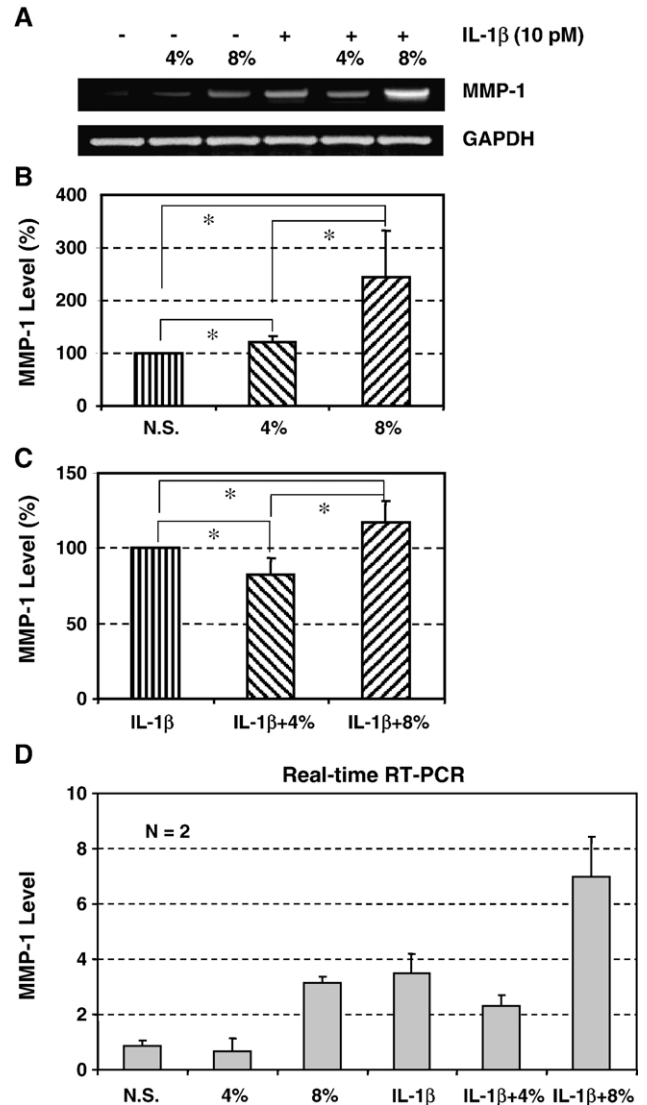 A
- - - + + + IL-1β (10 pM)
4% 8% 4% 8%
MMP-1
GAPDH
B
MMP-1 Level (%)
400
300
200
100
0
* * *
N.S. 4% 8%
C
MMP-1 Level (%)
150
100
50
0
* * *
IL-1β IL-1β+4% IL-1β+8%
D
Real-time RT-PCR
N = 2
MMP-1 Level
10
8
6
4
2
0
N.S. 4% 8% IL-1β IL-1β+4% IL-1β+8%